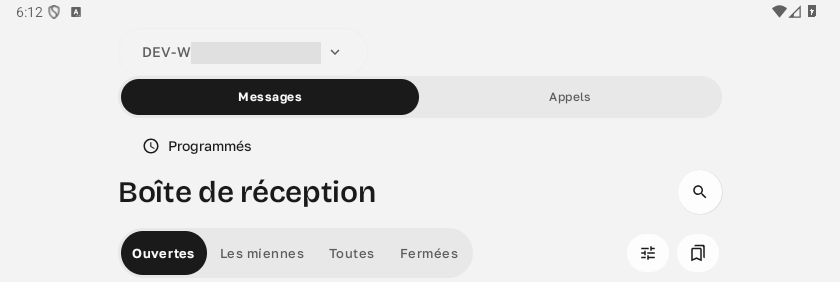 6:12
DEV-W
Messages
Appels
Programmés
Boîte de réception
Ouvertes Les miennes Toutes Fermées